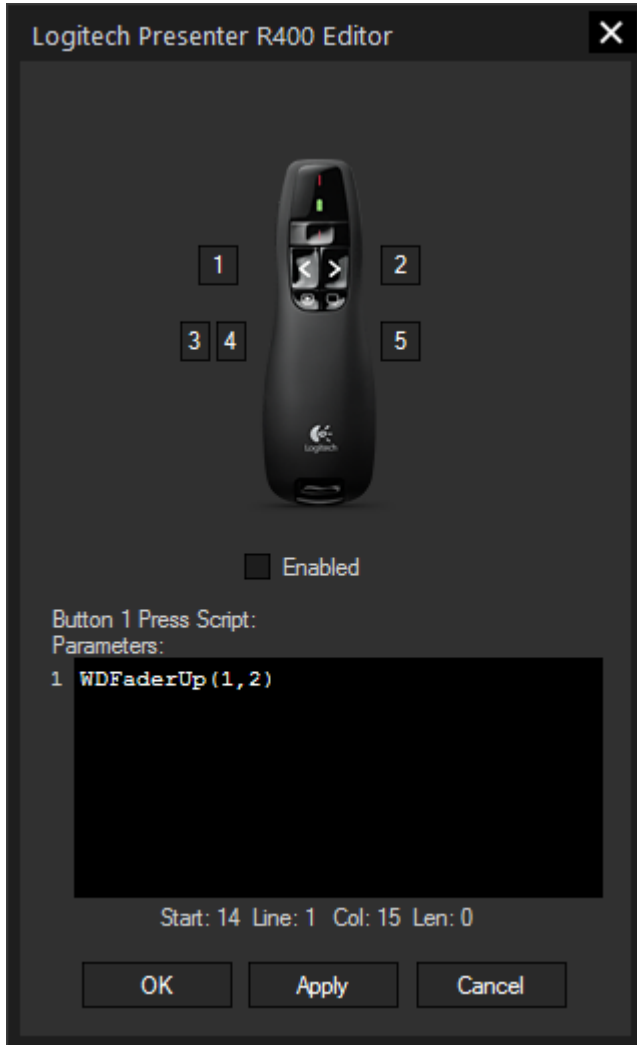 Logitech Presenter R400 Editor
1
2
3 4
5
Logitech
Enabled
Button 1 Press Script:
Parameters:
1 WDFaderUp(1,2)
Start: 14 Line: 1 Col: 15 Len: 0
OK Apply Cancel